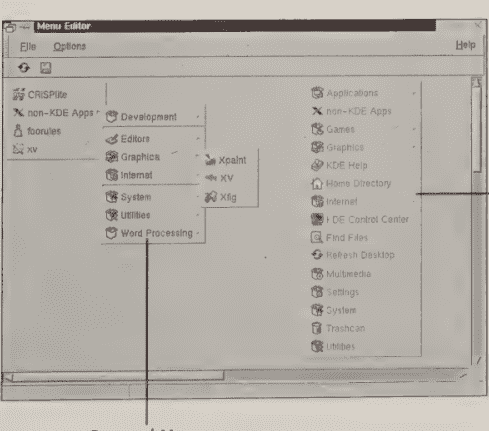 Menu Editor
File Options Help
CRiSPlite
non-KDE Apps
foorules
xv
Development
Editors
Graphics
Internet
System
Utilities
Word Processing
Xpaint
XV
Xfig
Applications
non-KDE Apps
Games
Graphics
KDE Help
Home Directory
Internet
KDE Control Center
Find Files
Refresh Desktop
Multimedia
Settings
System
Trashcan
Utilities